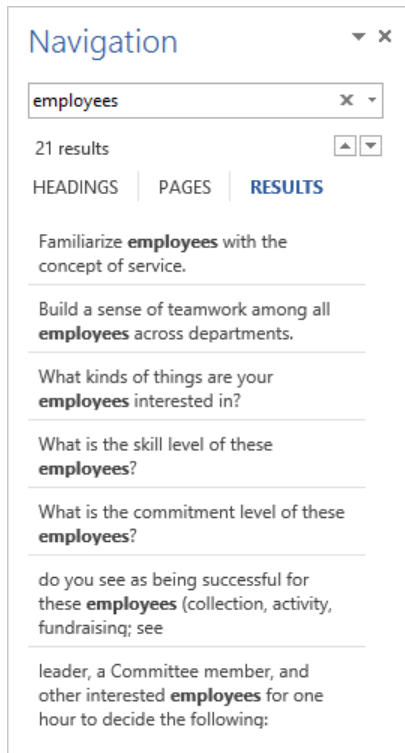 Navigation
employees
21 results
HEADINGS PAGES RESULTS
Familiarize employees with the
concept of service.
Build a sense of teamwork among all
employees across departments.
What kinds of things are your
employees interested in?
What is the skill level of these
employees?
What is the commitment level of these
employees?
do you see as being successful for
these employees (collection, activity,
fundraising; see
leader, a Committee member, and
other interested employees for one
hour to decide the following: